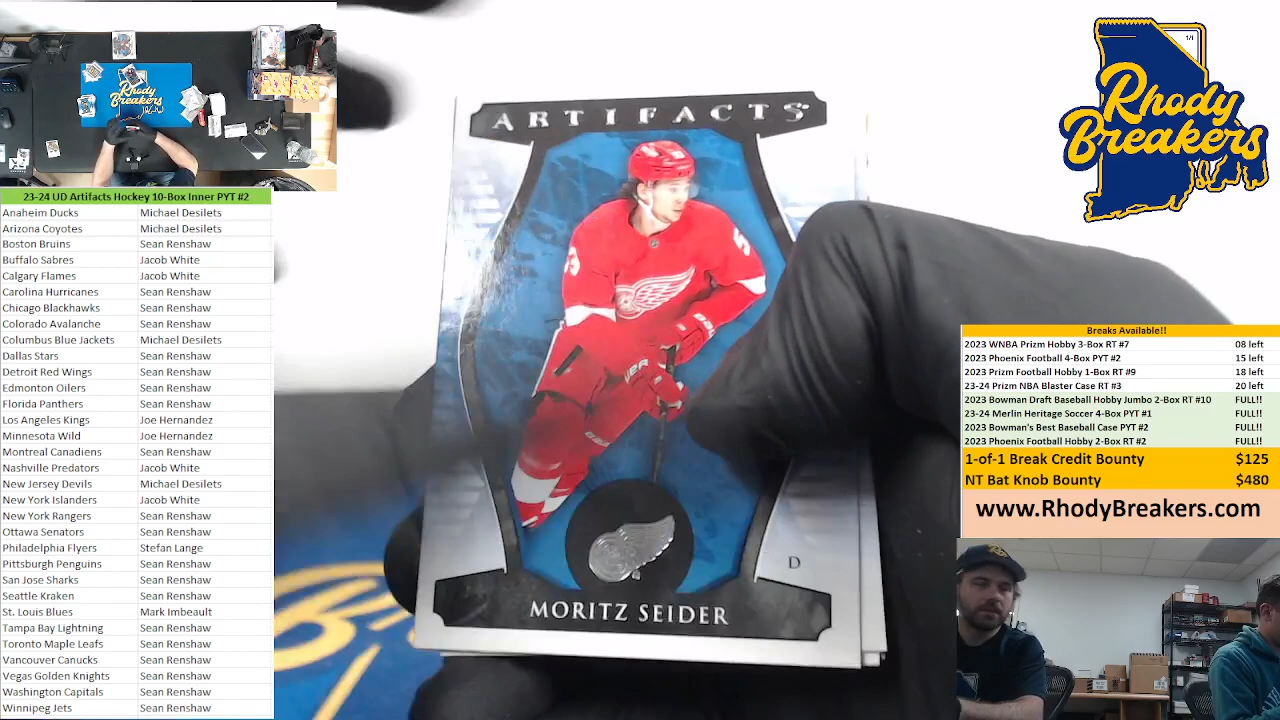 Rhody
Breakers
23-24 UD Artifacts Hockey 10-Box Inner PYT #2
Anaheim Ducks Michael Desilets
Arizona Coyotes Michael Desilets
Boston Bruins Sean Renshaw
Buffalo Sabres Jacob White
Calgary Flames Jacob White
Carolina Hurricanes Sean Renshaw
Chicago Blackhawks Sean Renshaw
Colorado Avalanche Sean Renshaw
Columbus Blue Jackets Michael Desilets
Dallas Stars Sean Renshaw
Detroit Red Wings Sean Renshaw
Edmonton Oilers Sean Renshaw
Florida Panthers Sean Renshaw
Los Angeles Kings Joe Hernandez
Minnesota Wild Joe Hernandez
Montreal Canadiens Sean Renshaw
Nashville Predators Jacob White
New Jersey Devils Michael Desilets
New York Islanders Jacob White
New York Rangers Sean Renshaw
Ottawa Senators Sean Renshaw
Philadelphia Flyers Stefan Lange
Pittsburgh Penguins Sean Renshaw
San Jose Sharks Sean Renshaw
Seattle Kraken Sean Renshaw
St. Louis Blues Mark Imbeault
Tampa Bay Lightning Sean Renshaw
Toronto Maple Leafs Sean Renshaw
Vancouver Canucks Sean Renshaw
Vegas Golden Knights Sean Renshaw
Washington Capitals Sean Renshaw
Winnipeg Jets Sean Renshaw
ARTIFACTS
53
D
MORITZ SEIDER
1/1
Rhody
Breakers
Breaks Available!!
2023 WNBA Prizm Hobby 3-Box RT #7 08 left
2023 Phoenix Football 4-Box PYT #2 15 left
2023 Prizm Football Hobby 1-Box RT #9 18 left
23-24 Prizm NBA Blaster Case RT #3 20 left
2023 Bowman Draft Baseball Hobby Jumbo 2-Box RT #10 FULL!!
23-24 Merlin Heritage Soccer 4-Box PYT #1 FULL!!
2023 Bowman's Best Baseball Case PYT #2 FULL!!
2023 Phoenix Football Hobby 2-Box RT #2 FULL!!
1-of-1 Break Credit Bounty $125
NT Bat Knob Bounty $480
www.RhodyBreakers.com